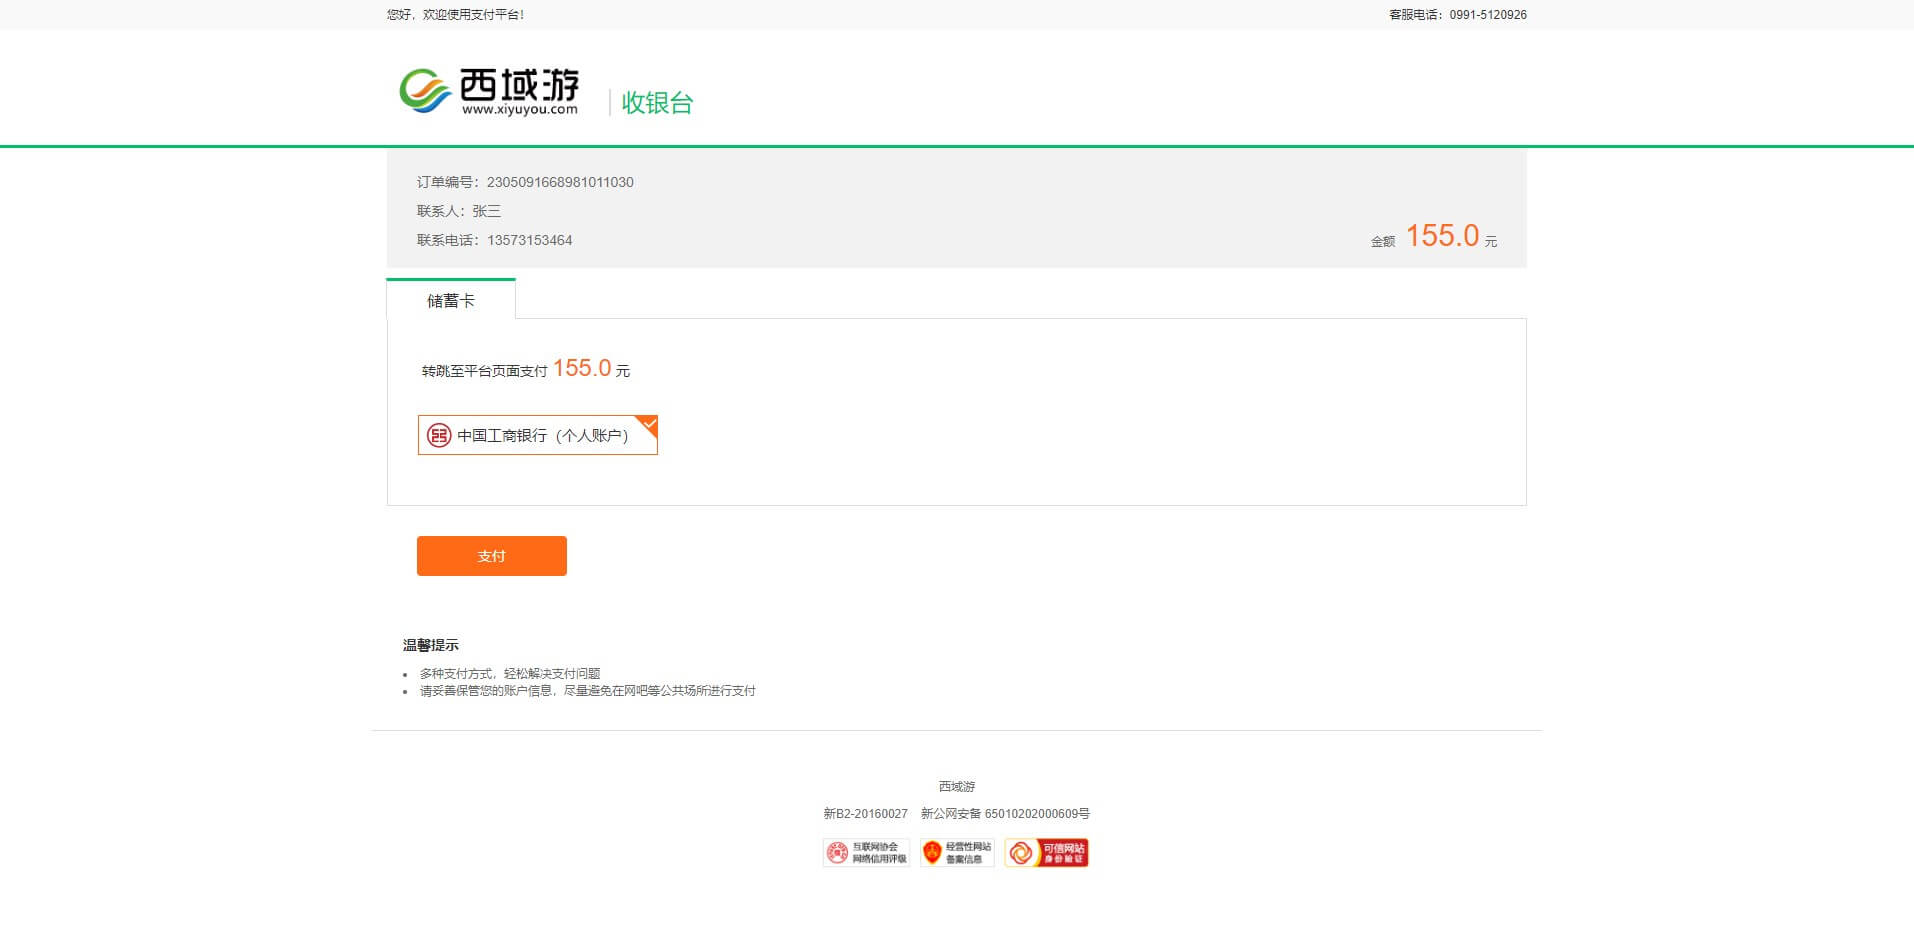 您好，欢迎使用支付平台！
客服电话：0991-5120926
西域游
www.xiyuyou.com
收银台
订单编号：2305091668981011030
联系人：张三
联系电话：13573153464
金额 155.0 元
储蓄卡
转跳至平台页面支付 155.0 元
中国工商银行（个人账户）
支付
温馨提示
多种支付方式，轻松解决支付问题
请妥善保管您的账户信息，尽量避免在网吧等公共场所进行支付
西域游
新B2-20160027 新公网安备 65010202000609号
互联网协会
网络信用评级
经营性网站
备案信息
可信网站
身份验证